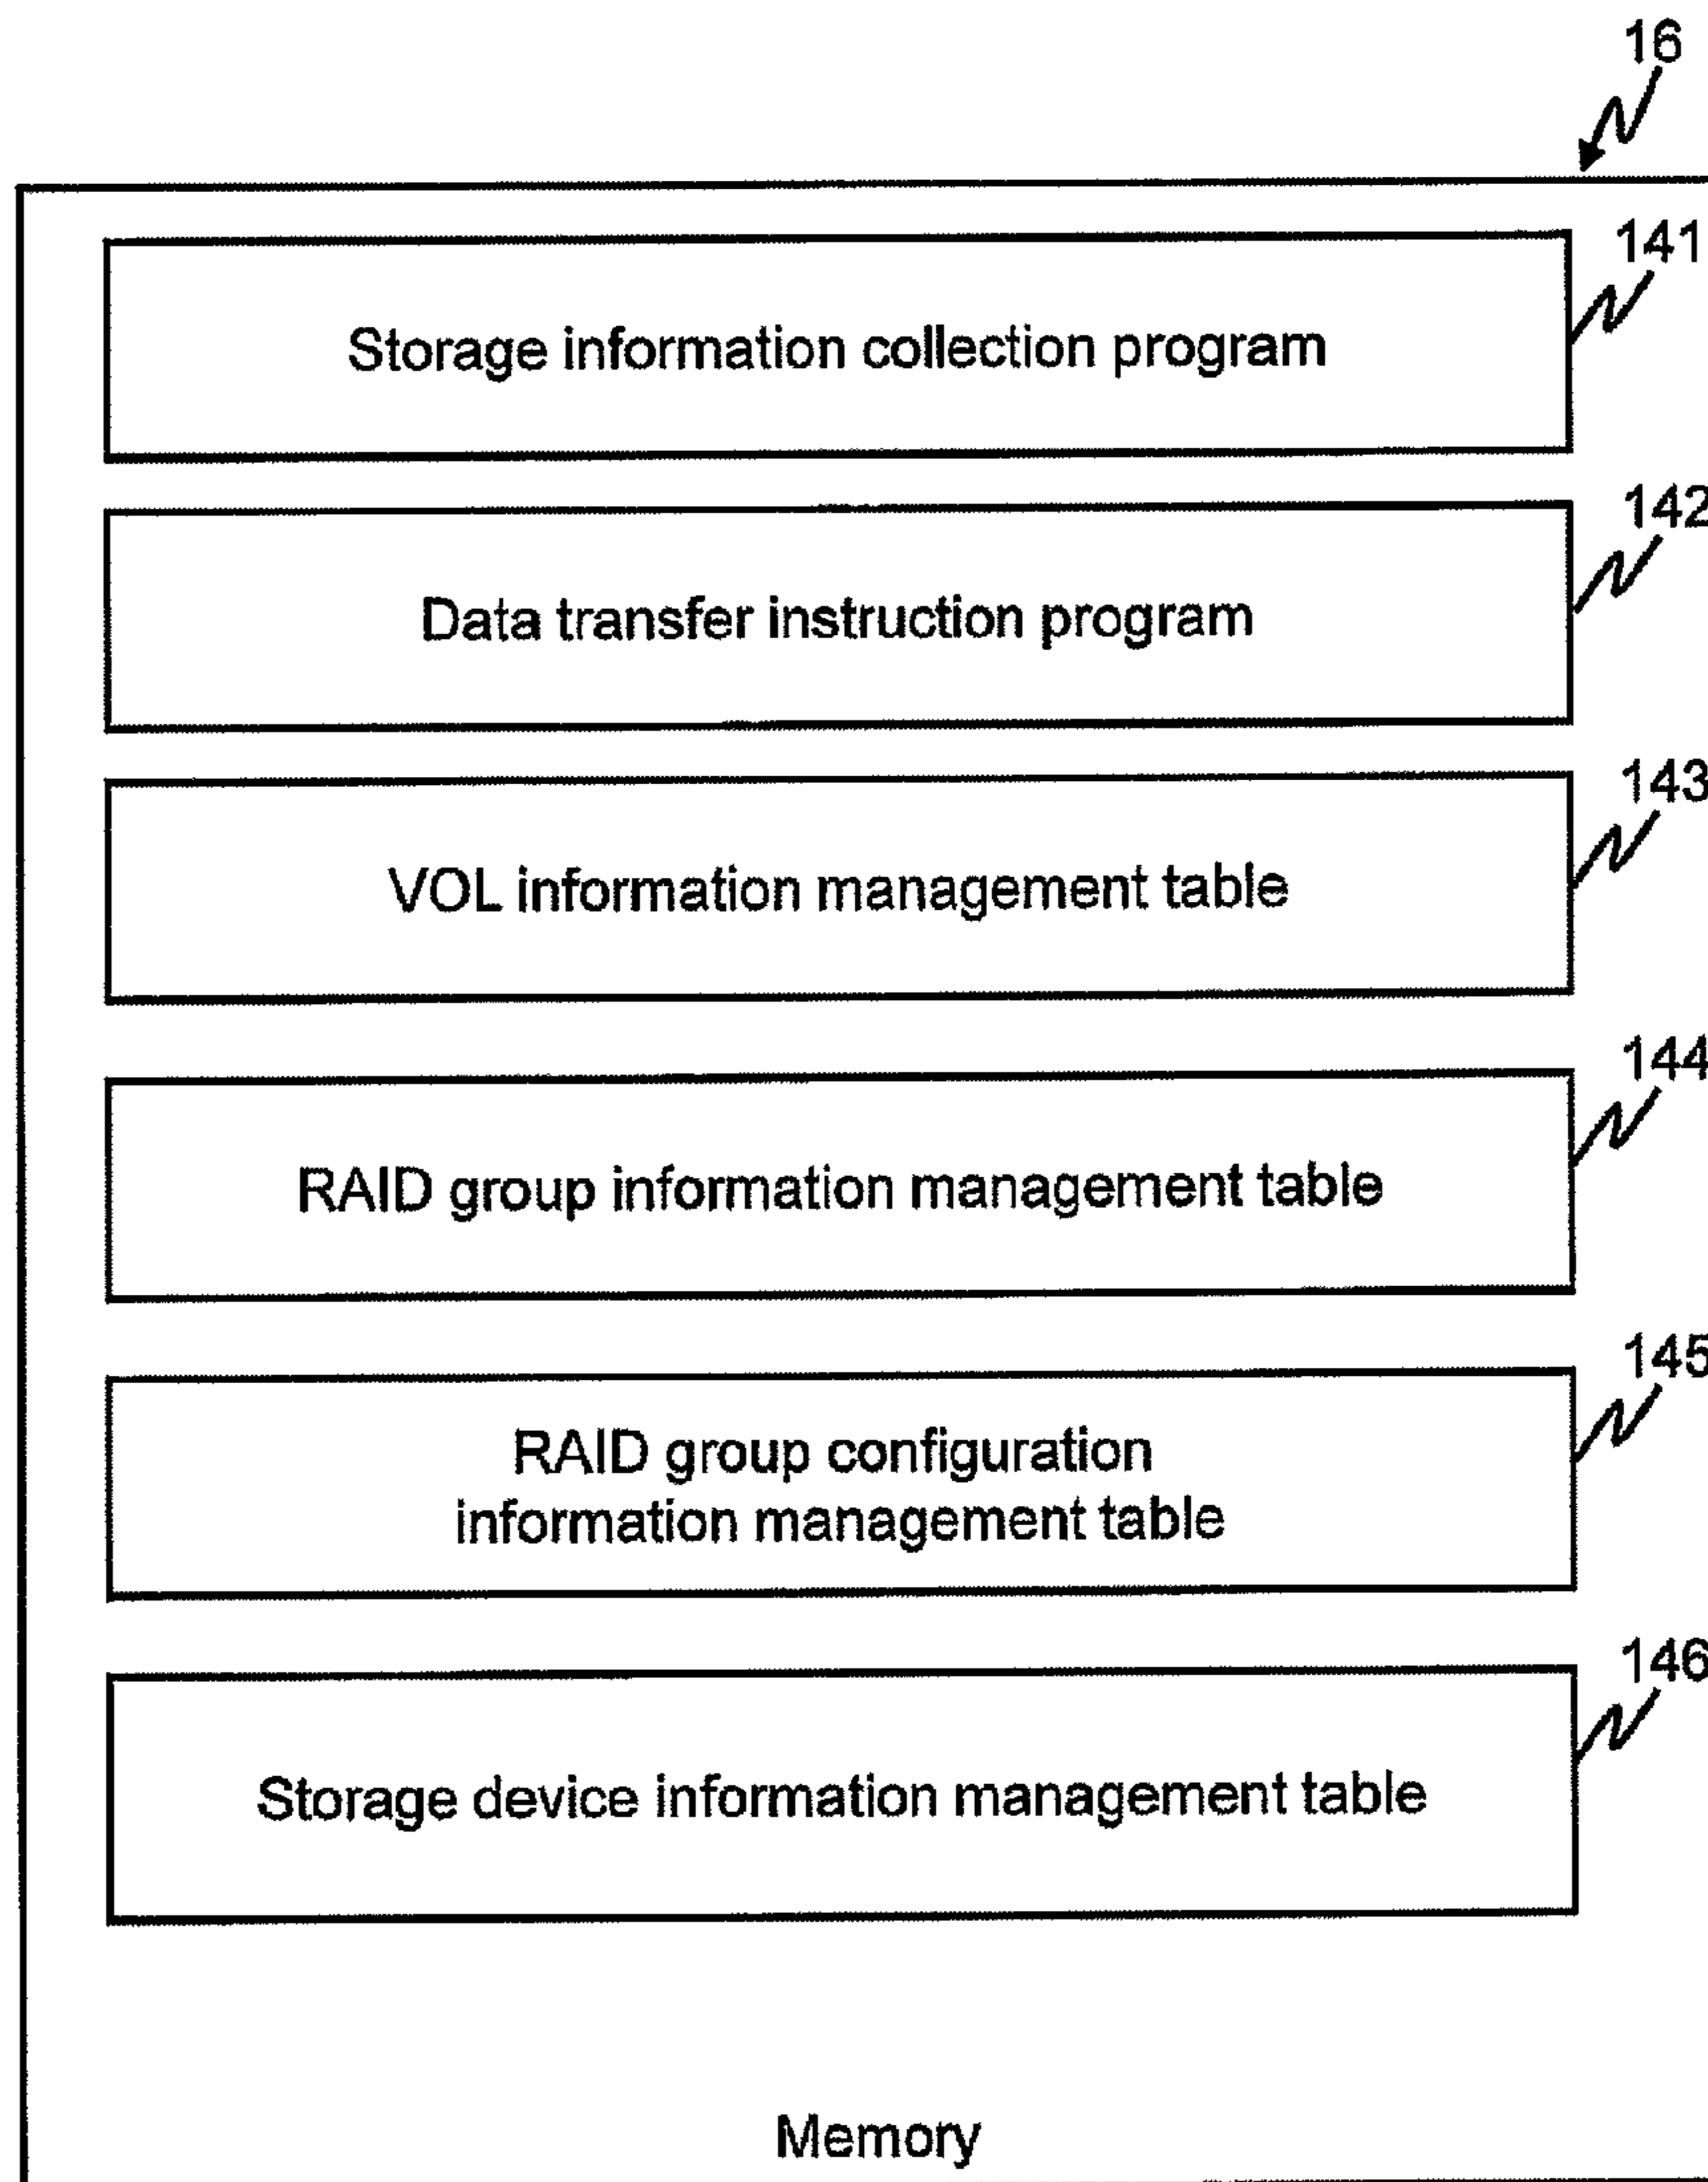 16
141
Storage information collection program
142
Data transfer instruction program
143
VOL information management table
144
RAID group information management table
145
RAID group configuration
information management table
146
Storage device information management table
Memory